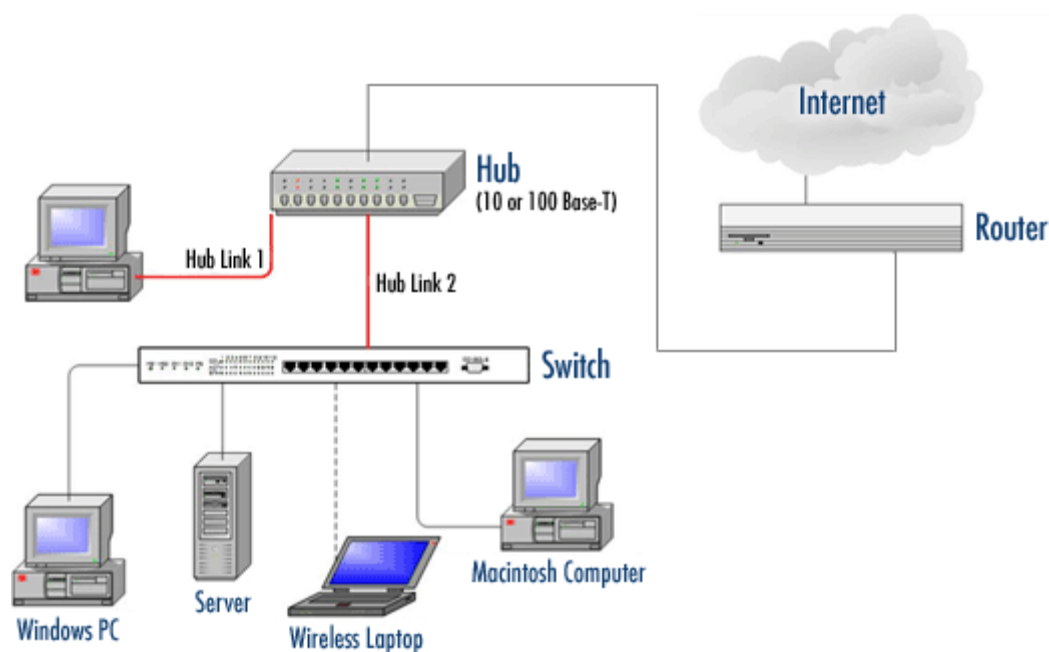 Internet
Hub
(10 or 100 Base-T)
Router
Hub Link 1
Hub Link 2
Switch
Windows PC
Server
Wireless Laptop
Macintosh Computer